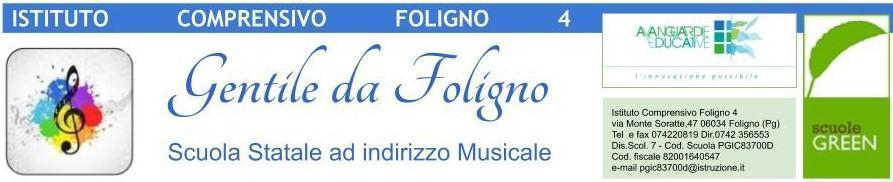 ISTITUTO COMPRENSIVO FOLIGNO 4
Gentile da Foligno
Scuola Statale ad indirizzo Musicale
AVANGUARDIE
EDUCATIVE
l'innovazione possibile
Istituto Comprensivo Foligno 4
via Monte Soratte,47 06034 Foligno (Pg)
Tel e fax 074220819 Dir.0742 356553
Dis.Scol. 7 - Cod. Scuola PGIC83700D
Cod. fiscale 82001640547
e-mail pgic83700d@istruzione.it
scuole
GREEN